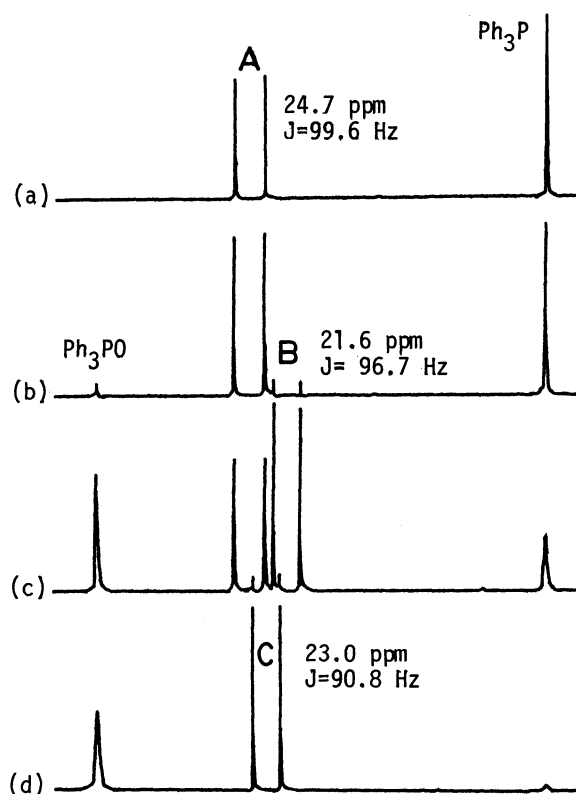 Ph₃P
A
24.7 ppm
J=99.6 Hz
(a)
Ph₃PO
B
21.6 ppm
J= 96.7 Hz
(b)
(c)
C
23.0 ppm
J=90.8 Hz
(d)